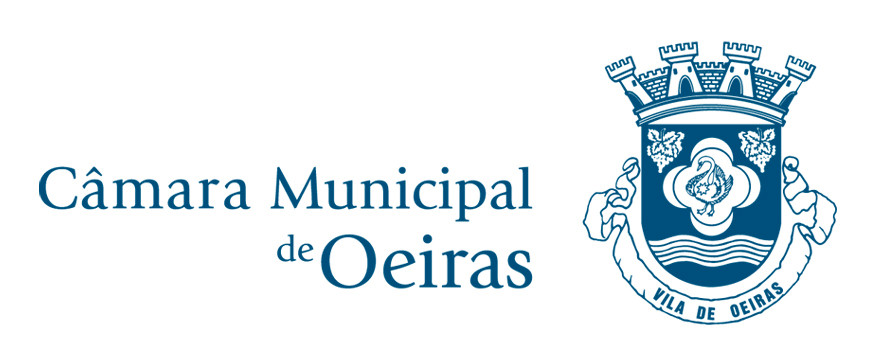 Câmara Municipal
de Oeiras
VILA DE OEIRAS